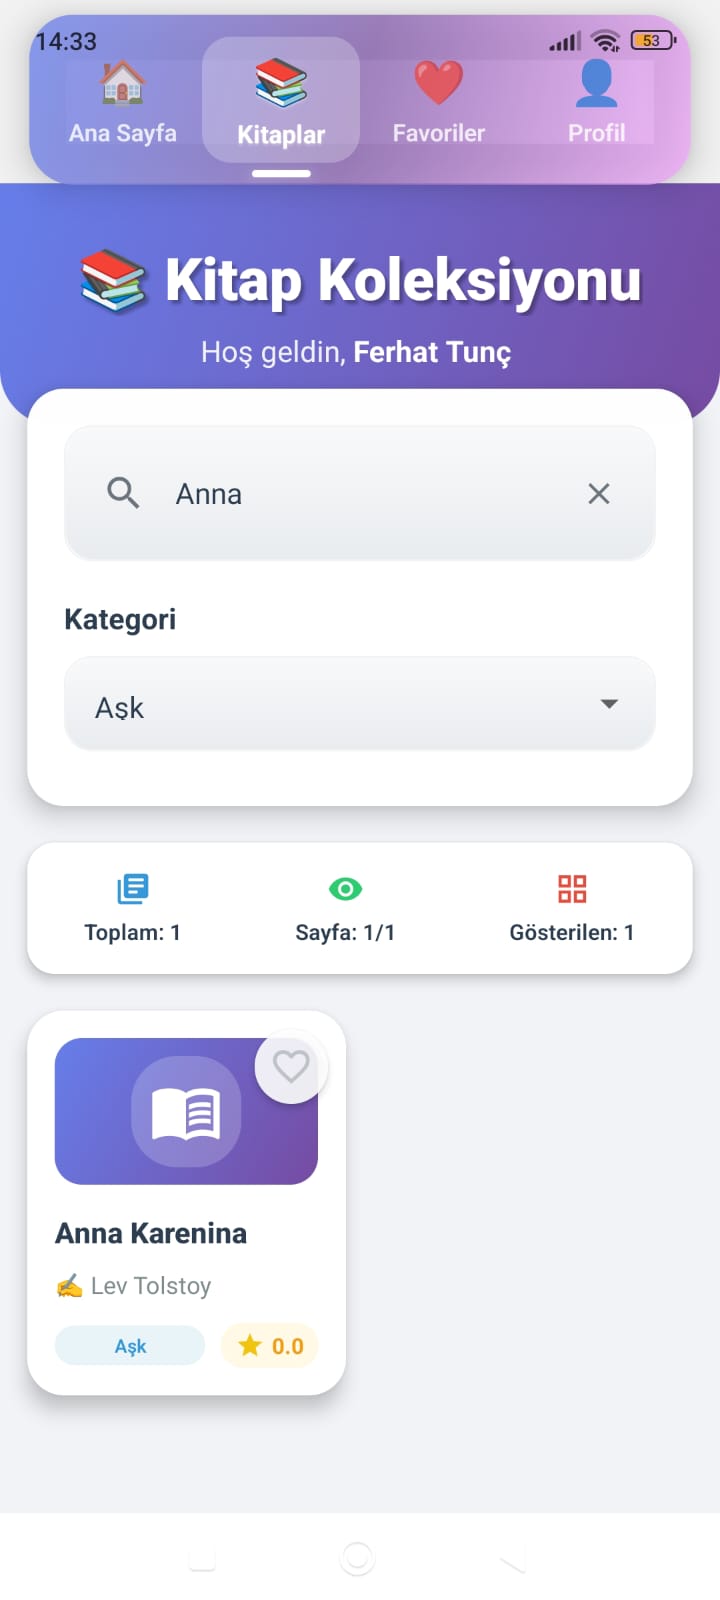 14:33
53
Ana Sayfa
Kitaplar
Favoriler
Profil
Kitap Koleksiyonu
Hoş geldin, Ferhat Tunç
Anna
Kategori
Aşk
Toplam: 1
Sayfa: 1/1
Gösterilen: 1
Anna Karenina
Lev Tolstoy
Aşk
0.0